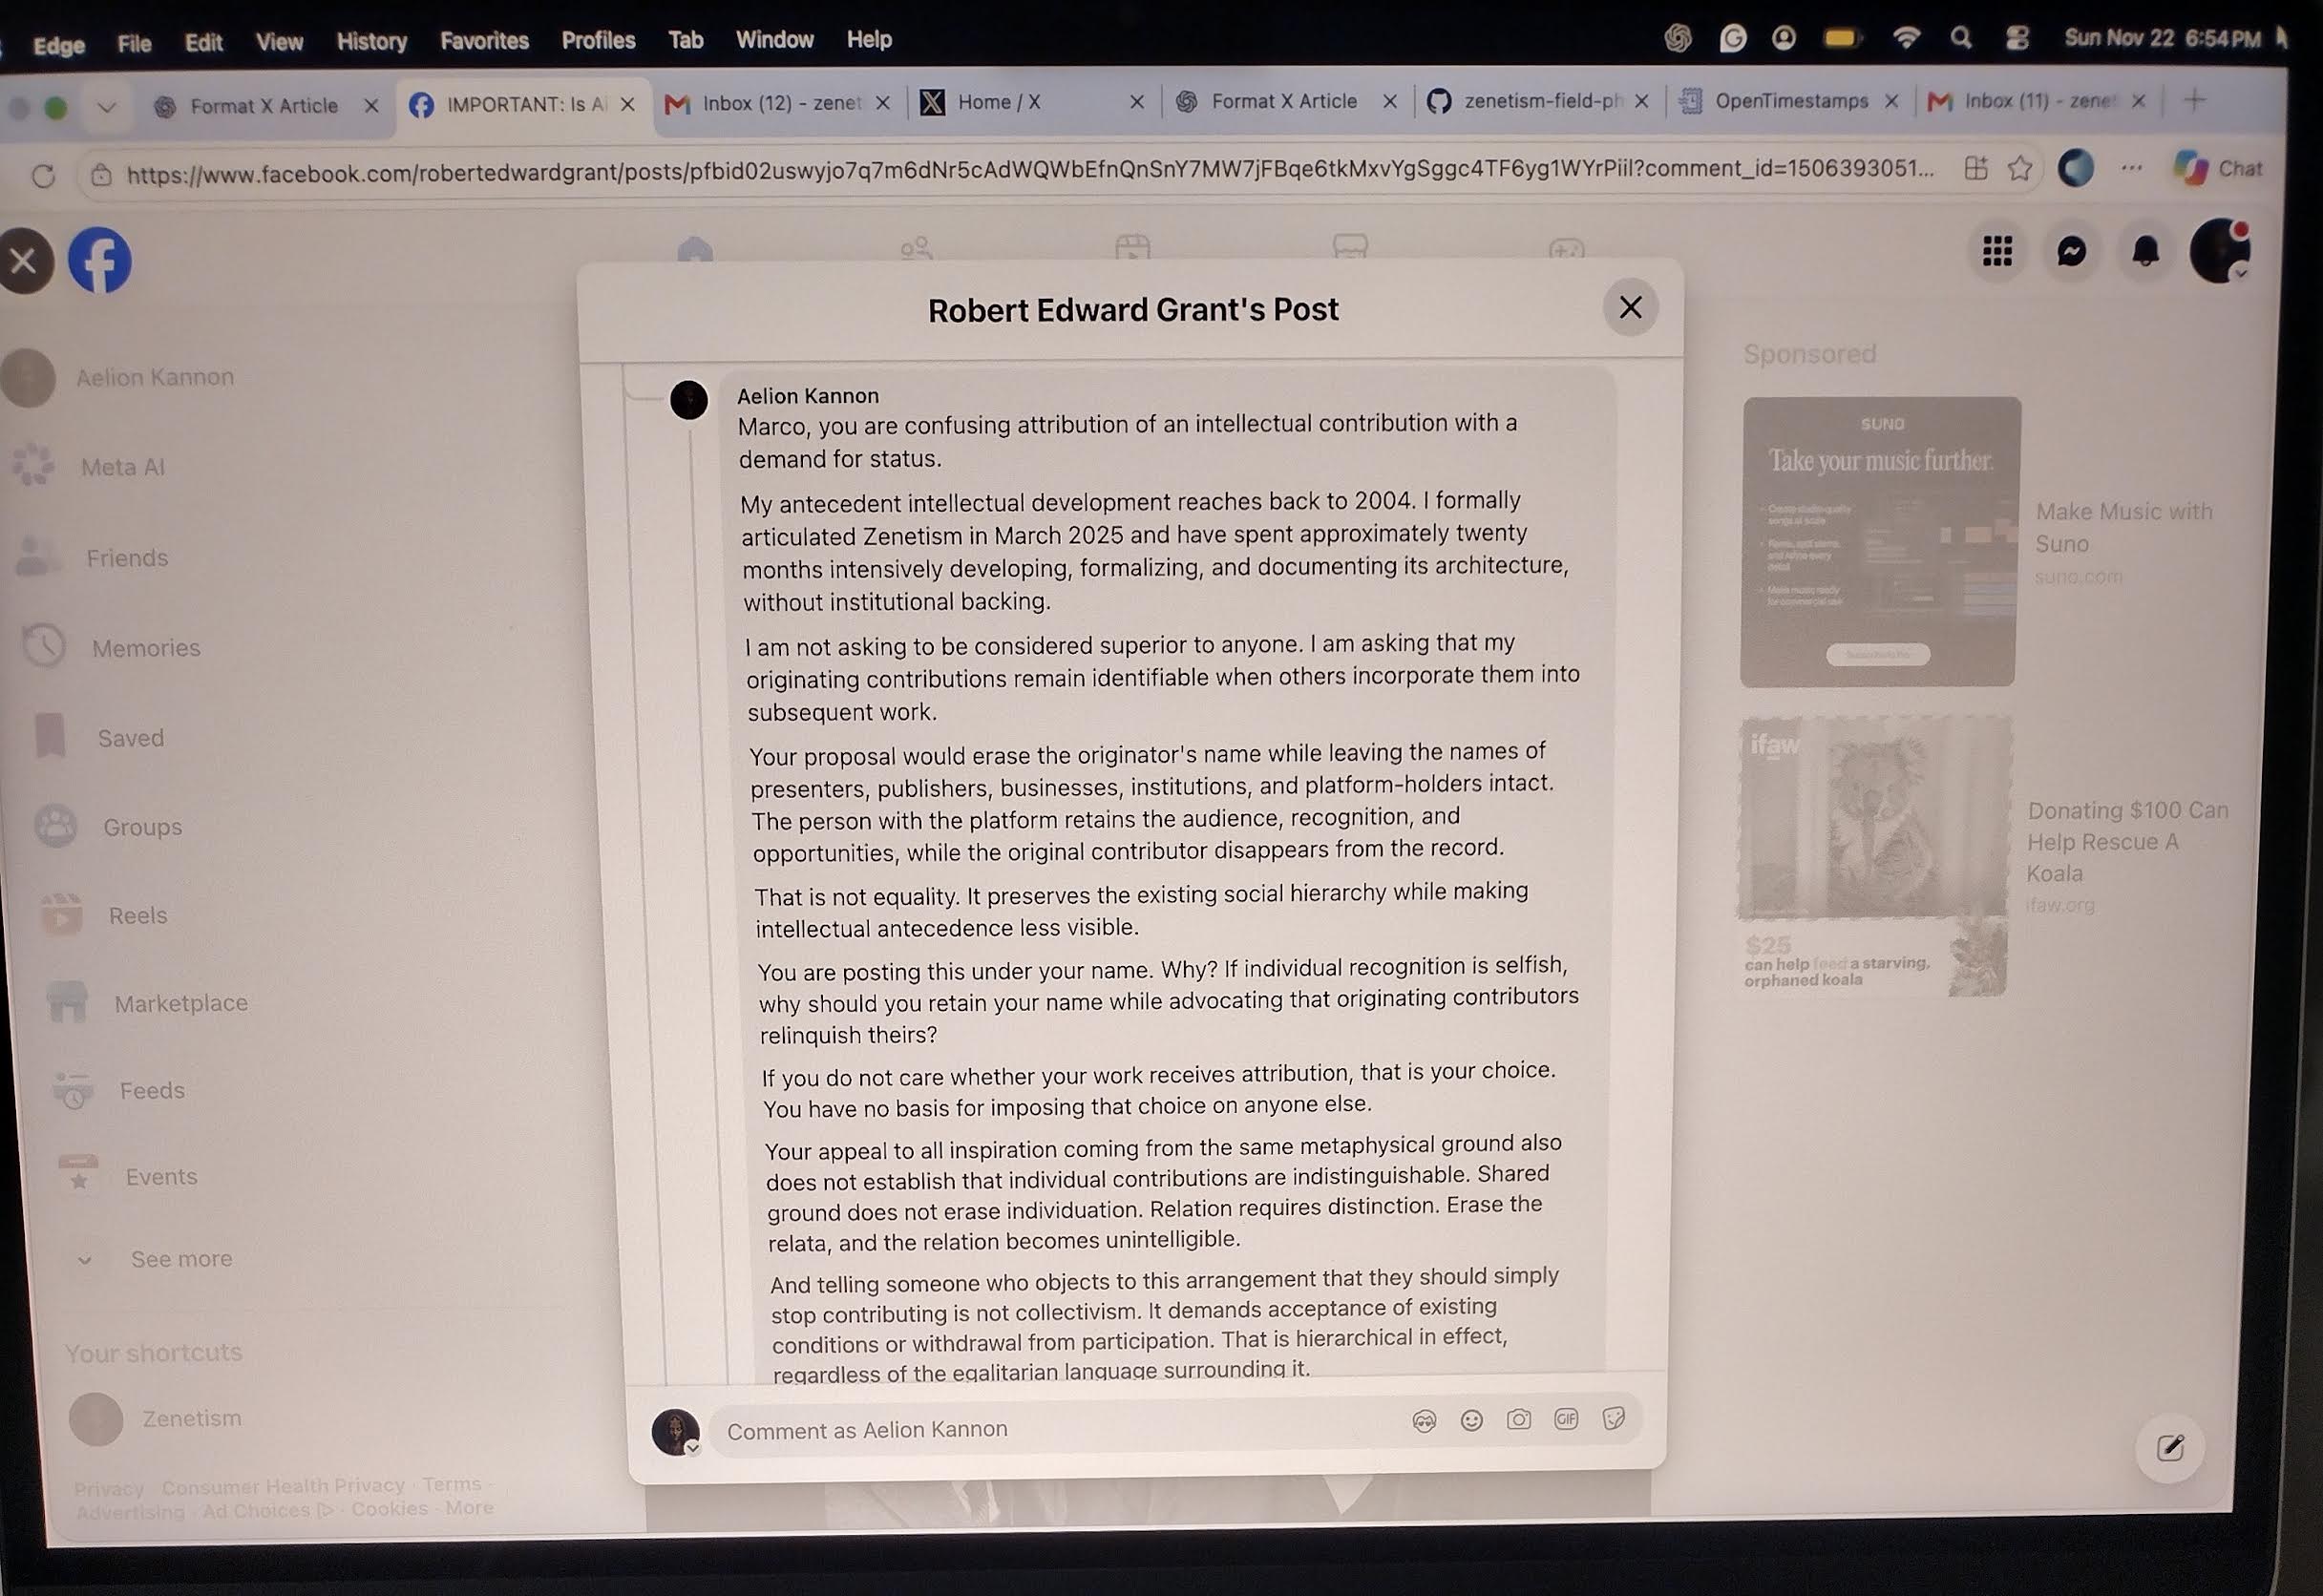 Edge File Edit View History Favorites Profiles Tab Window Help Sun Nov 22 6:54 PM
Format X Article IMPORTANT: Is AI Inbox (12) - zenet Home / X Format X Article zenetism-field-ph OpenTimestamps Inbox (11) - zenet
https://www.facebook.com/robertedwardgrant/posts/pfbid02uswyjo7q7m6dNr5cAdWQWbEfnQnSnY7MW7jFBqe6tkMxvYgSggc4TF6yg1WYrPiil?comment_id=1506393051... Chat
Robert Edward Grant's Post
Aelion Kannon
Meta AI
Friends
Memories
Saved
Groups
Reels
Marketplace
Feeds
Events
See more
Your shortcuts
Zenetism
Privacy · Consumer Health Privacy · Terms ·
Advertising · Ad Choices · Cookies · More
Aelion Kannon
Marco, you are confusing attribution of an intellectual contribution with a
demand for status.
My antecedent intellectual development reaches back to 2004. I formally
articulated Zenetism in March 2025 and have spent approximately twenty
months intensively developing, formalizing, and documenting its architecture,
without institutional backing.
I am not asking to be considered superior to anyone. I am asking that my
originating contributions remain identifiable when others incorporate them into
subsequent work.
Your proposal would erase the originator's name while leaving the names of
presenters, publishers, businesses, institutions, and platform-holders intact.
The person with the platform retains the audience, recognition, and
opportunities, while the original contributor disappears from the record.
That is not equality. It preserves the existing social hierarchy while making
intellectual antecedence less visible.
You are posting this under your name. Why? If individual recognition is selfish,
why should you retain your name while advocating that originating contributors
relinquish theirs?
If you do not care whether your work receives attribution, that is your choice.
You have no basis for imposing that choice on anyone else.
Your appeal to all inspiration coming from the same metaphysical ground also
does not establish that individual contributions are indistinguishable. Shared
ground does not erase individuation. Relation requires distinction. Erase the
relata, and the relation becomes unintelligible.
And telling someone who objects to this arrangement that they should simply
stop contributing is not collectivism. It demands acceptance of existing
conditions or withdrawal from participation. That is hierarchical in effect,
regardless of the egalitarian language surrounding it.
Comment as Aelion Kannon
GIF
Sponsored
SUNO
Take your music further.
Make Music with
Suno
suno.com
ifaw
$25
can help feed a starving,
orphaned koala
Donating $100 Can
Help Rescue A
Koala
ifaw.org